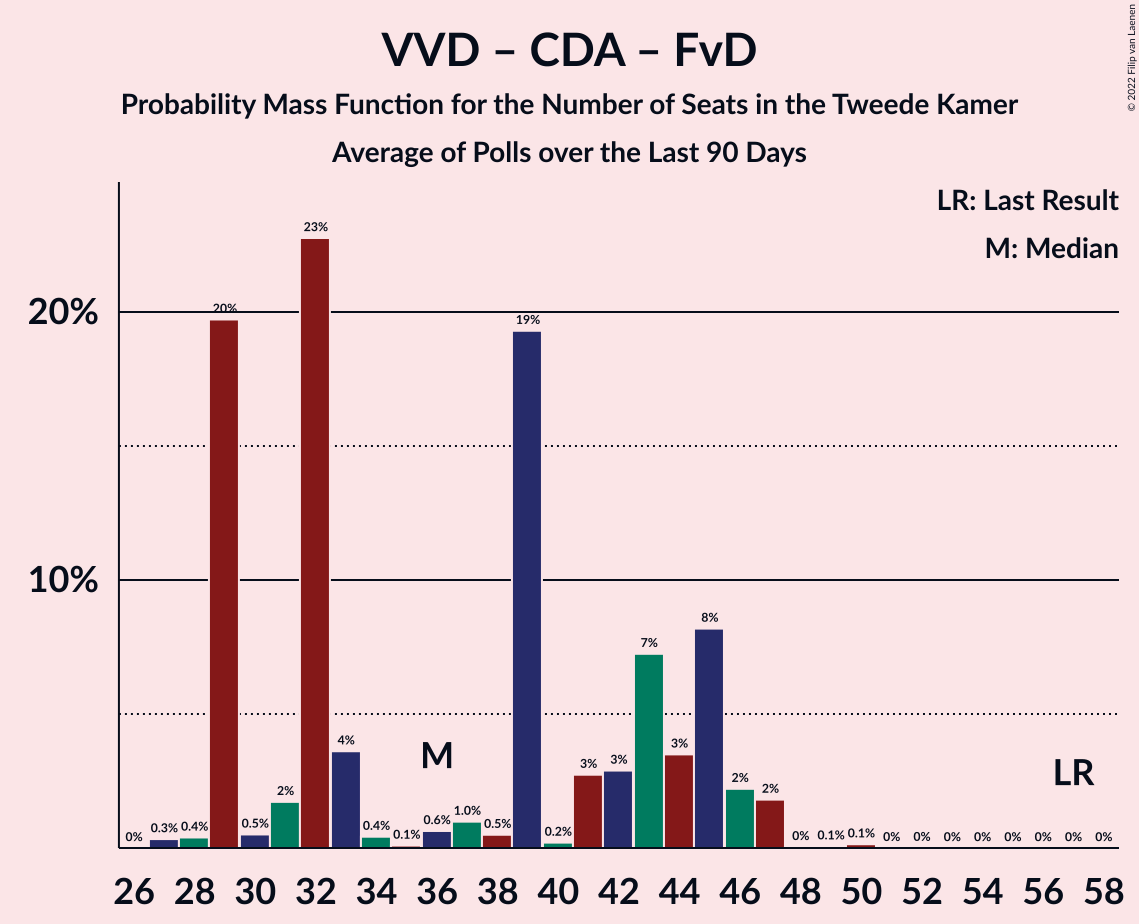 VVD – CDA – FvD
Probability Mass Function for the Number of Seats in the Tweede Kamer
Average of Polls over the Last 90 Days
© 2022 Filip van Laenen
LR: Last Result
M: Median
20%
10%
0% 0.3% 0.4% 20% 0.5% 2% 23% 4% 0.4% 0.1% 0.6% 1.0% 0.5% 19% 0.2% 3% 3% 7% 3% 8% 2% 2% 0% 0.1% 0.1% 0% 0% 0% 0% 0% 0% 0% 0%
M
LR
26 28 30 32 34 36 38 40 42 44 46 48 50 52 54 56 58